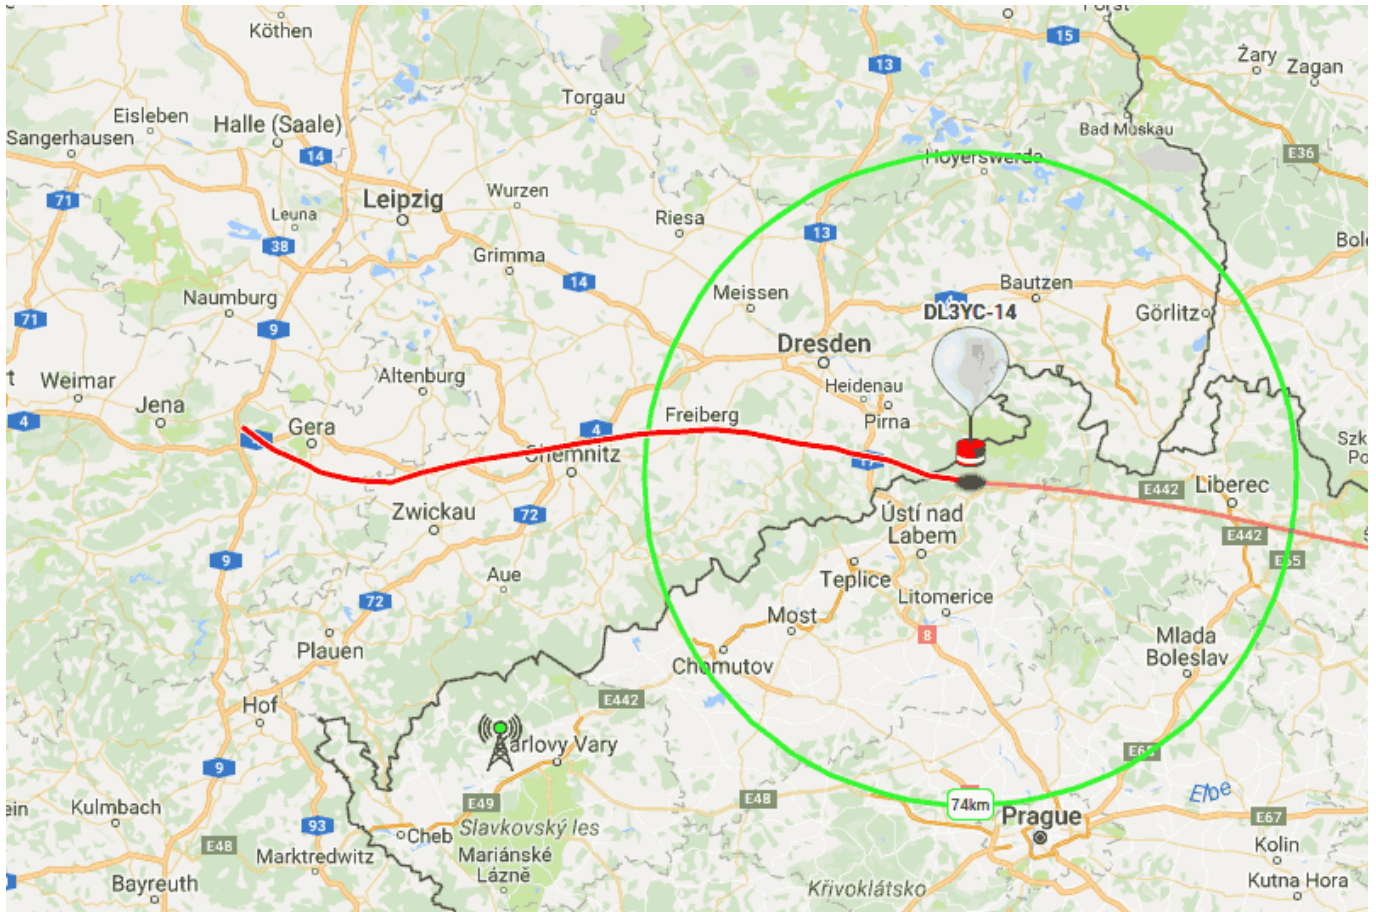 Köthen
15
Forst
13
Żary
Zagan
Torgau
Eisleben
Halle (Saale)
Sangerhausen
14
Bad Muskau
E36
Hoyerswerda
71
Leipzig
Wurzen
Leuna
Riesa
38
13
Grimma
14
Bautzen
Meissen
Naumburg
4
DL3YC-14
Görlitz
71
9
Dresden
Weimar
Altenburg
Heidenau
Jena
Freiberg
Pirna
4
Gera
4
Chemnitz
17
E442
Liberec
Zwickau
72
Ústí nad
Labem
E442
9
E65
Aue
Teplice
72
Litomerice
Most
8
Mlada
Boleslav
Plauen
Chomutov
Hof
E442
Karlovy Vary
E65
9
Kulmbach
E49
E48
74km
Elbe
Prague
E67
93
Cheb
Slavkovský les
E48
Marktredwitz
Mariánské
Lázně
Kolin
Bayreuth
Křivoklátsko
Kutna Hora